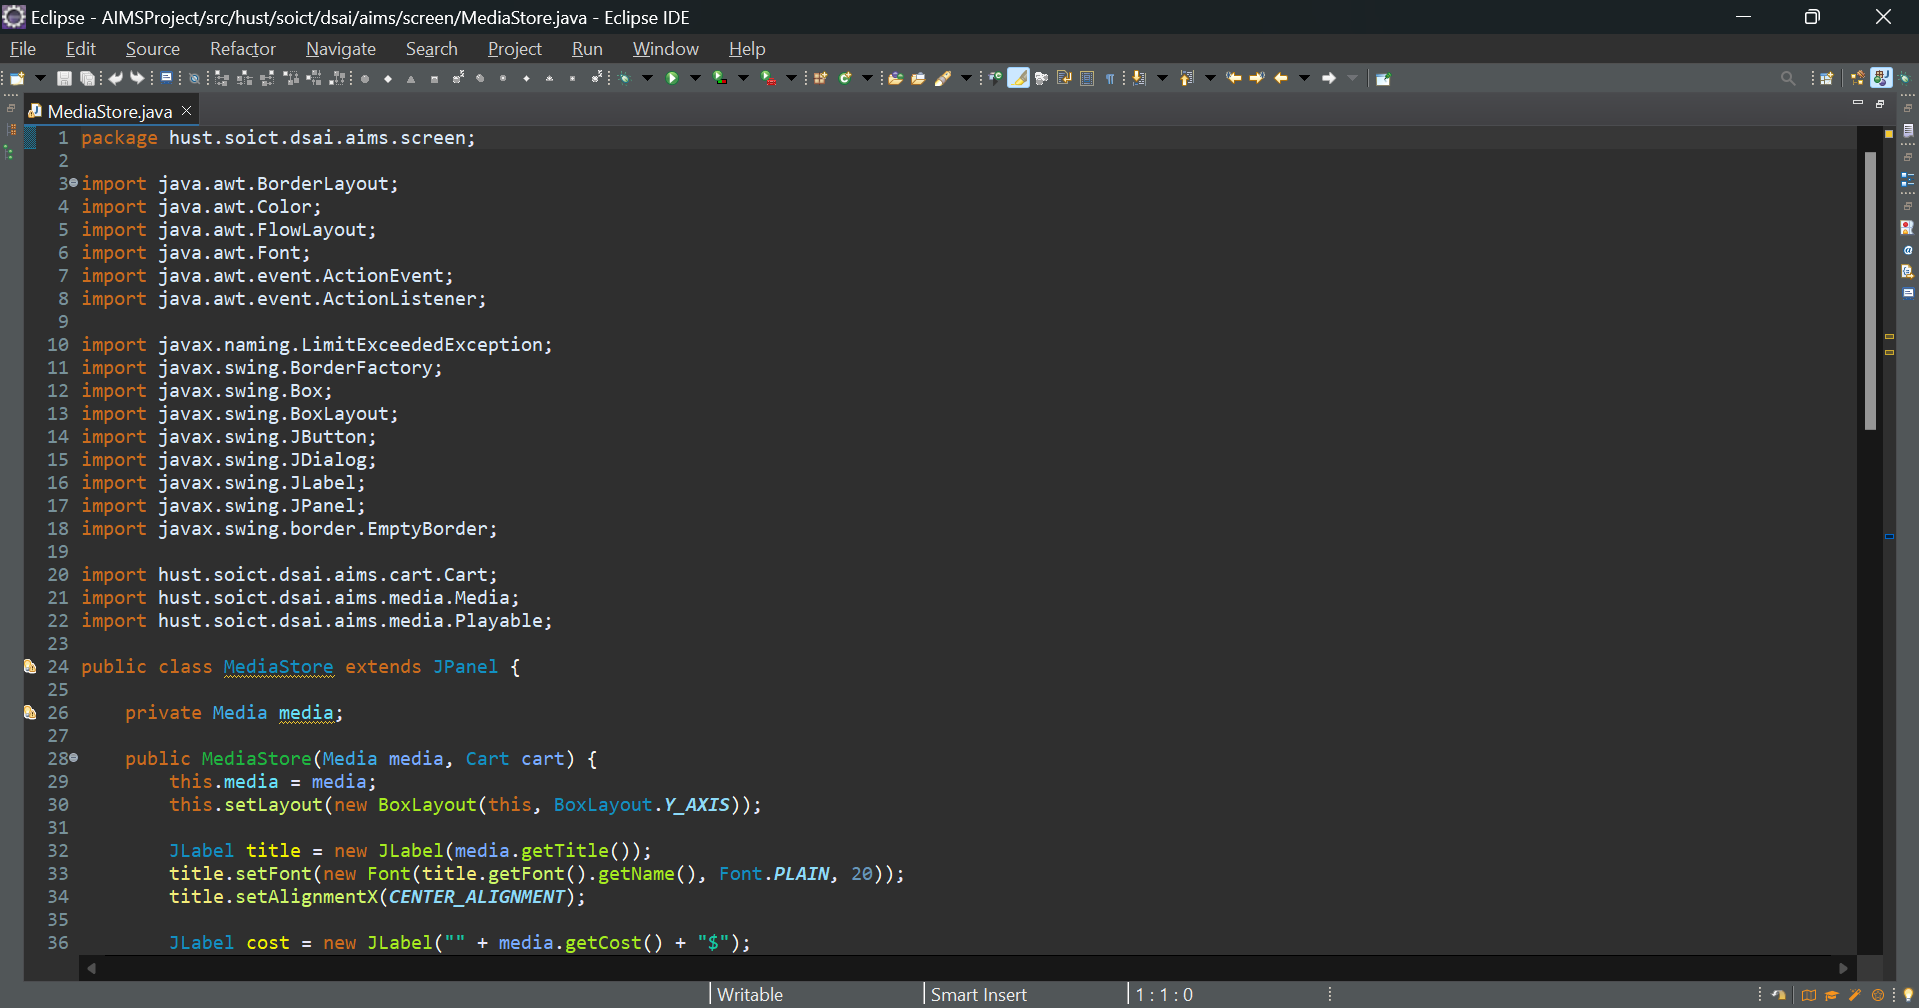 Eclipse - AIMSProject/src/hust/soict/dsai/aims/screen/MediaStore.java - Eclipse IDE
File Edit Source Refactor Navigate Search Project Run Window Help
MediaStore.java
1 package hust.soict.dsai.aims.screen;
2
3 import java.awt.BorderLayout;
4 import java.awt.Color;
5 import java.awt.FlowLayout;
6 import java.awt.Font;
7 import java.awt.event.ActionEvent;
8 import java.awt.event.ActionListener;
9
10 import javax.naming.LimitExceededException;
11 import javax.swing.BorderFactory;
12 import javax.swing.Box;
13 import javax.swing.BoxLayout;
14 import javax.swing.JButton;
15 import javax.swing.JDialog;
16 import javax.swing.JLabel;
17 import javax.swing.JPanel;
18 import javax.swing.border.EmptyBorder;
19
20 import hust.soict.dsai.aims.cart.Cart;
21 import hust.soict.dsai.aims.media.Media;
22 import hust.soict.dsai.aims.media.Playable;
23
24 public class MediaStore extends JPanel {
25
26     private Media media;
27
28     public MediaStore(Media media, Cart cart) {
29         this.media = media;
30         this.setLayout(new BoxLayout(this, BoxLayout.Y_AXIS));
31
32         JLabel title = new JLabel(media.getTitle());
33         title.setFont(new Font(title.getFont().getName(), Font.PLAIN, 20));
34         title.setAlignmentX(CENTER_ALIGNMENT);
35
36         JLabel cost = new JLabel("" + media.getCost() + "$");
Writable Smart Insert 1 : 1 : 0